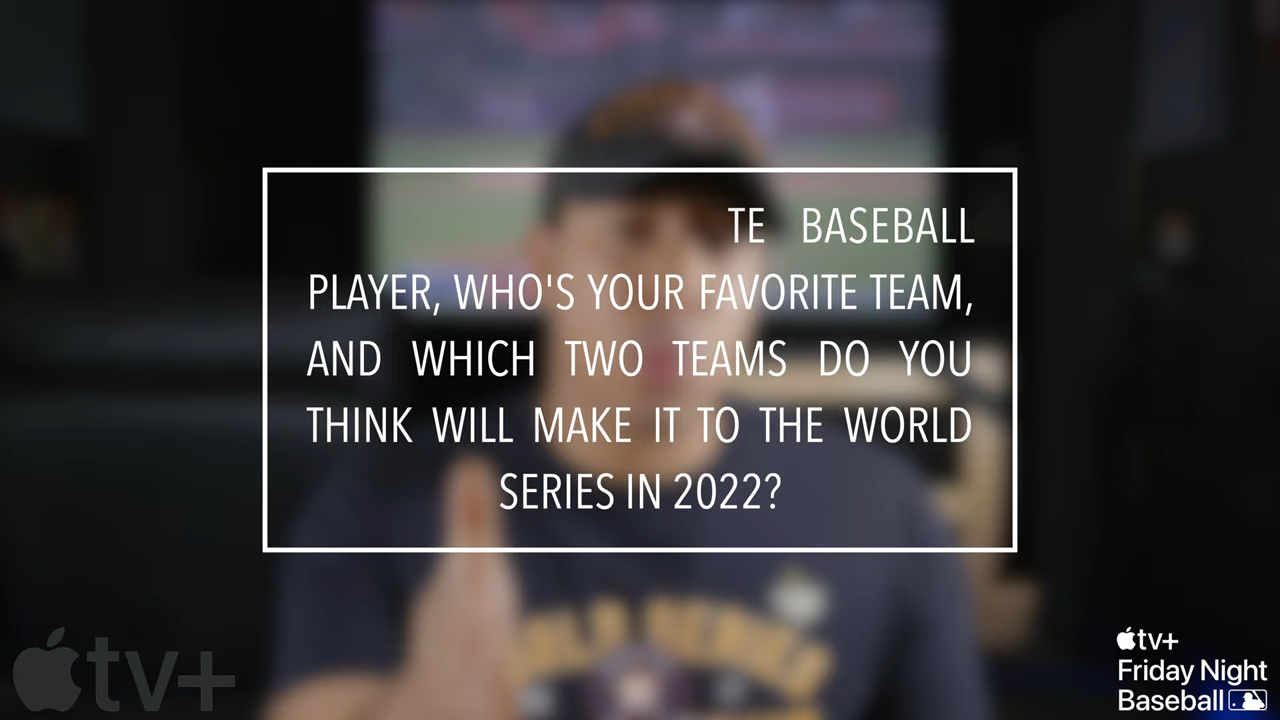 TE BASEBALL
PLAYER, WHO'S YOUR FAVORITE TEAM,
AND WHICH TWO TEAMS DO YOU
THINK WILL MAKE IT TO THE WORLD
SERIES IN 2022?
tv+
tv+
Friday Night
Baseball